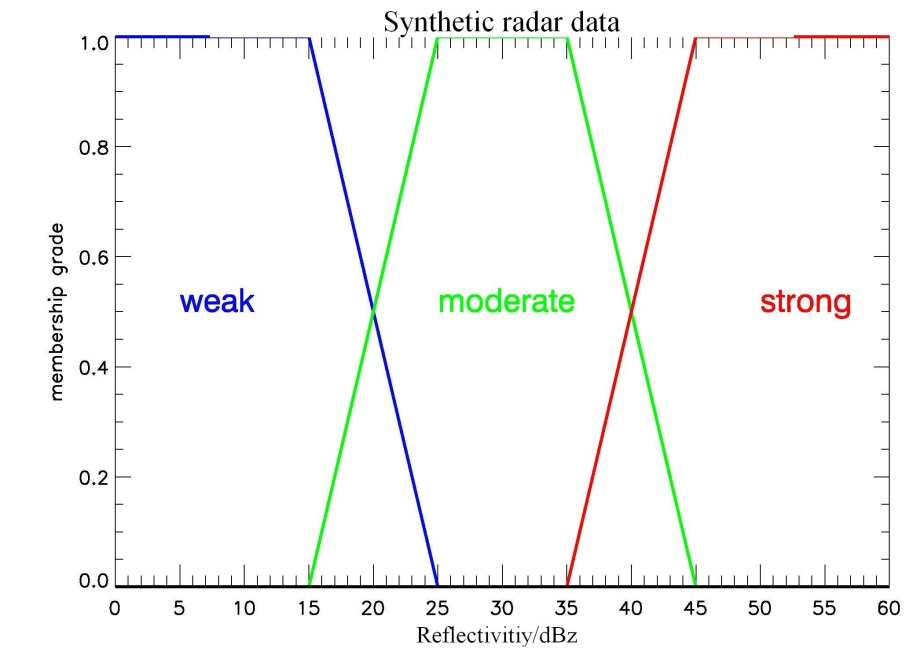 Synthetic radar data
1.0
0.8
0.6
0.4
0.2
0.0
membership grade
weak
moderate
strong
0 5 10 15 20 25 30 35 40 45 50 55 60
Reflectivitiy/dBz